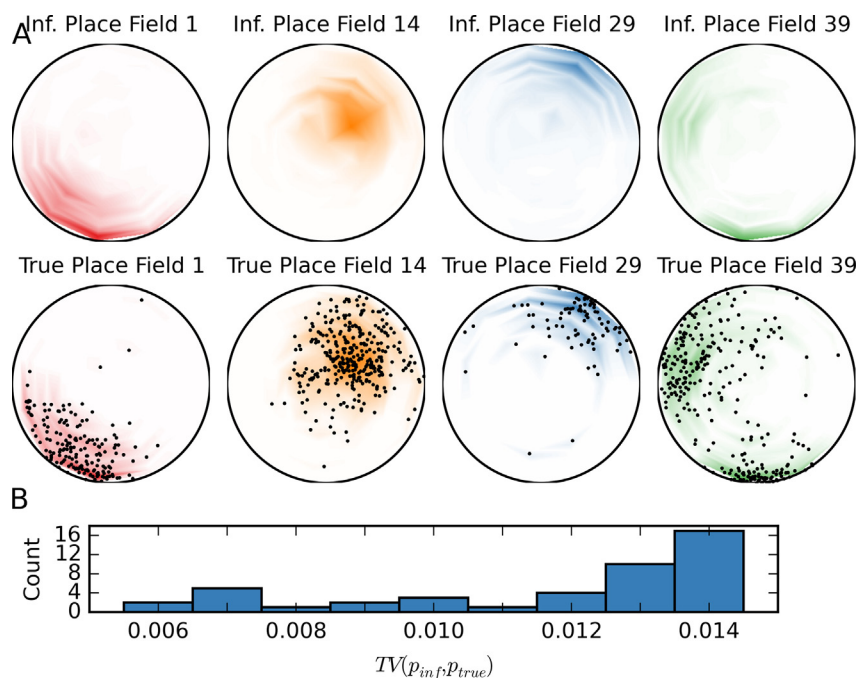 A
Inf. Place Field 1 Inf. Place Field 14 Inf. Place Field 29 Inf. Place Field 39
True Place Field 1 True Place Field 14 True Place Field 29 True Place Field 39
B
Count
16
12
8
4
0
0.006 0.008 0.010 0.012 0.014
TV(p_inf,p_true)